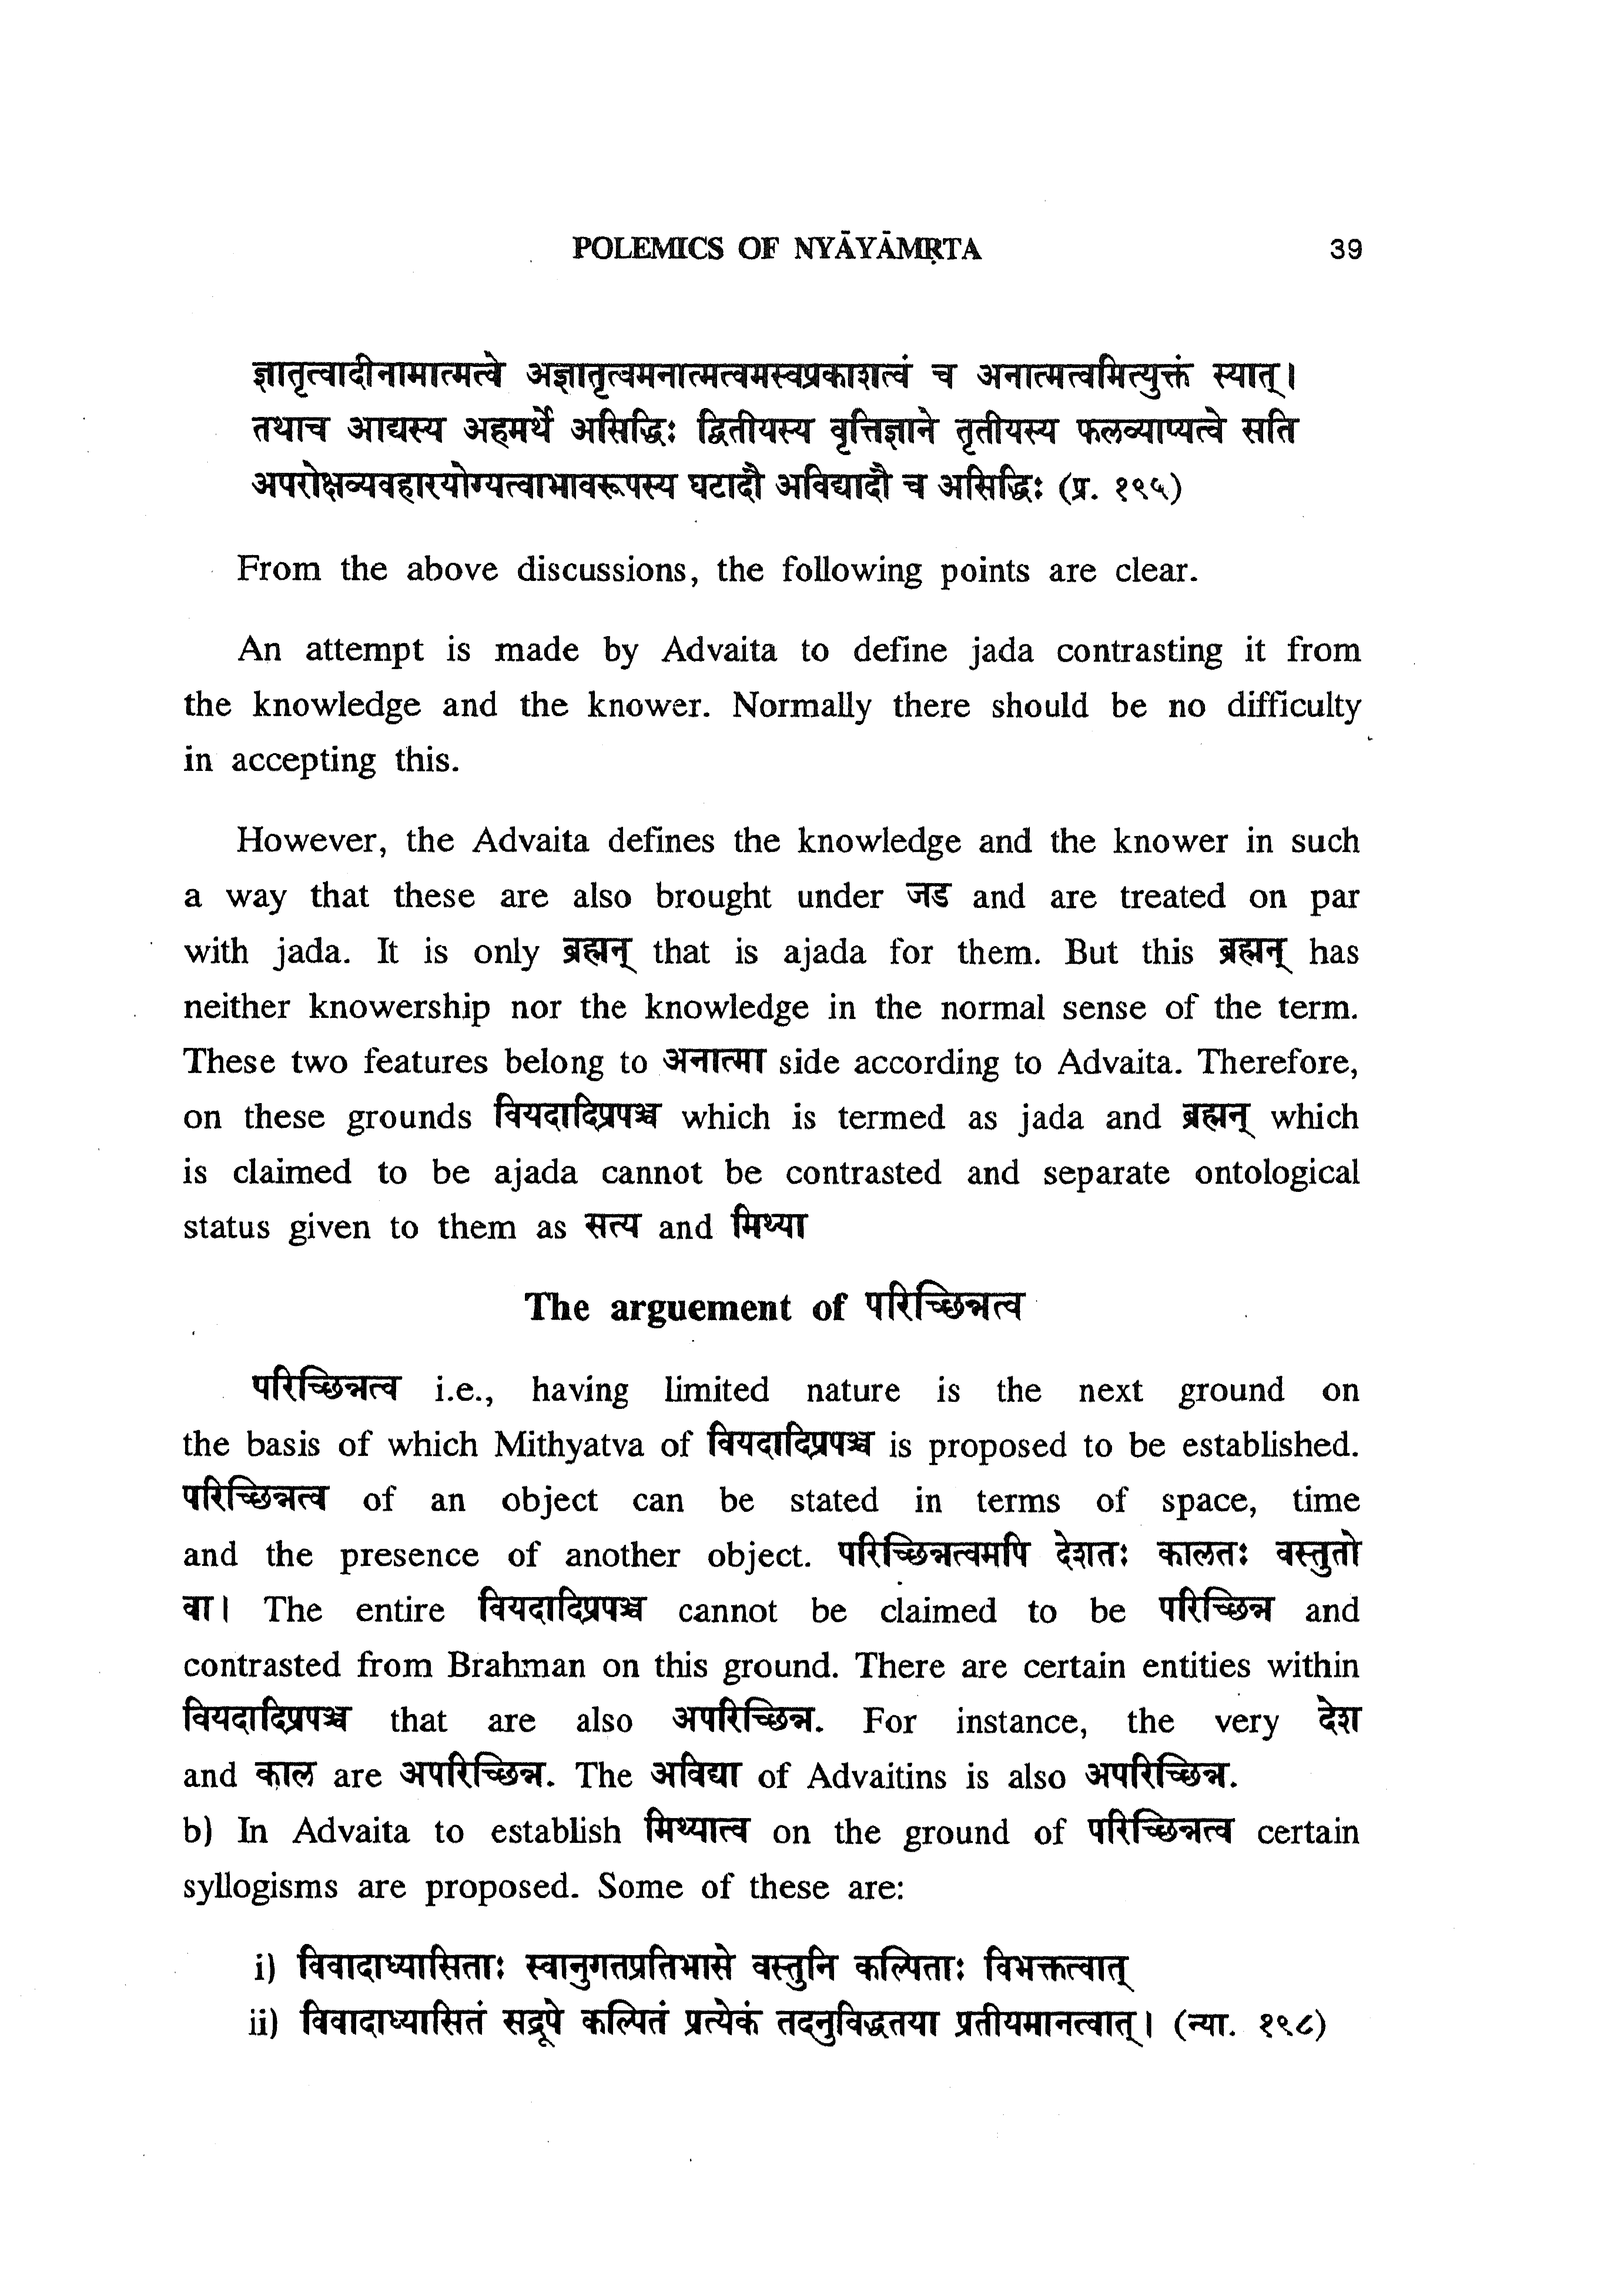 POLEMICS OF NYĀYĀMṚTA 39
ज्ञातृत्वादीनामात्मत्वे अज्ञातृत्वमनात्मत्वमस्वप्रकाशत्वं च अनात्मत्वमित्युक्तं स्यात्।
तथाच आद्यस्य अहमर्थे असिद्धिः द्वितीयस्य वृत्तिज्ञाने तृतीयस्य फलव्याप्यत्वे सति
अपरोक्षव्यवहारयोग्यत्वाभावरूपस्य घटादौ अविद्यादौ च असिद्धिः (प्र. १९५)
From the above discussions, the following points are clear.
An attempt is made by Advaita to define jada contrasting it from
the knowledge and the knower. Normally there should be no difficulty
in accepting this.
However, the Advaita defines the knowledge and the knower in such
a way that these are also brought under जड and are treated on par
with jada. It is only ब्रह्मन् that is ajada for them. But this ब्रह्मन् has
neither knowership nor the knowledge in the normal sense of the term.
These two features belong to अनात्मा side according to Advaita. Therefore,
on these grounds वियदादिप्रपञ्च which is termed as jada and ब्रह्मन् which
is claimed to be ajada cannot be contrasted and separate ontological
status given to them as सत्य and मिथ्या
The arguement of परिच्छिन्नत्व
परिच्छिन्नत्व i.e., having limited nature is the next ground on
the basis of which Mithyatva of वियदादिप्रपञ्च is proposed to be established.
परिच्छिन्नत्व of an object can be stated in terms of space, time
and the presence of another object. परिच्छिन्नत्वमपि देशतः कालतः वस्तुतो
वा। The entire वियदादिप्रपञ्च cannot be claimed to be परिच्छिन्न and
contrasted from Brahman on this ground. There are certain entities within
वियदादिप्रपञ्च that are also अपरिच्छिन्न. For instance, the very देश
and काल are अपरिच्छिन्न. The अविद्या of Advaitins is also अपरिच्छिन्न.
b) In Advaita to establish मिथ्यात्व on the ground of परिच्छिन्नत्व certain
syllogisms are proposed. Some of these are:
i) विवादाध्यासिताः स्वानुगतप्रतिभासे वस्तुनि कल्पिताः विभक्तत्वात्
ii) विवादाध्यासितं सद्रूपे कल्पितं प्रत्येकं तदनुविद्धतया प्रतीयमानत्वात्। (न्या. १९८)